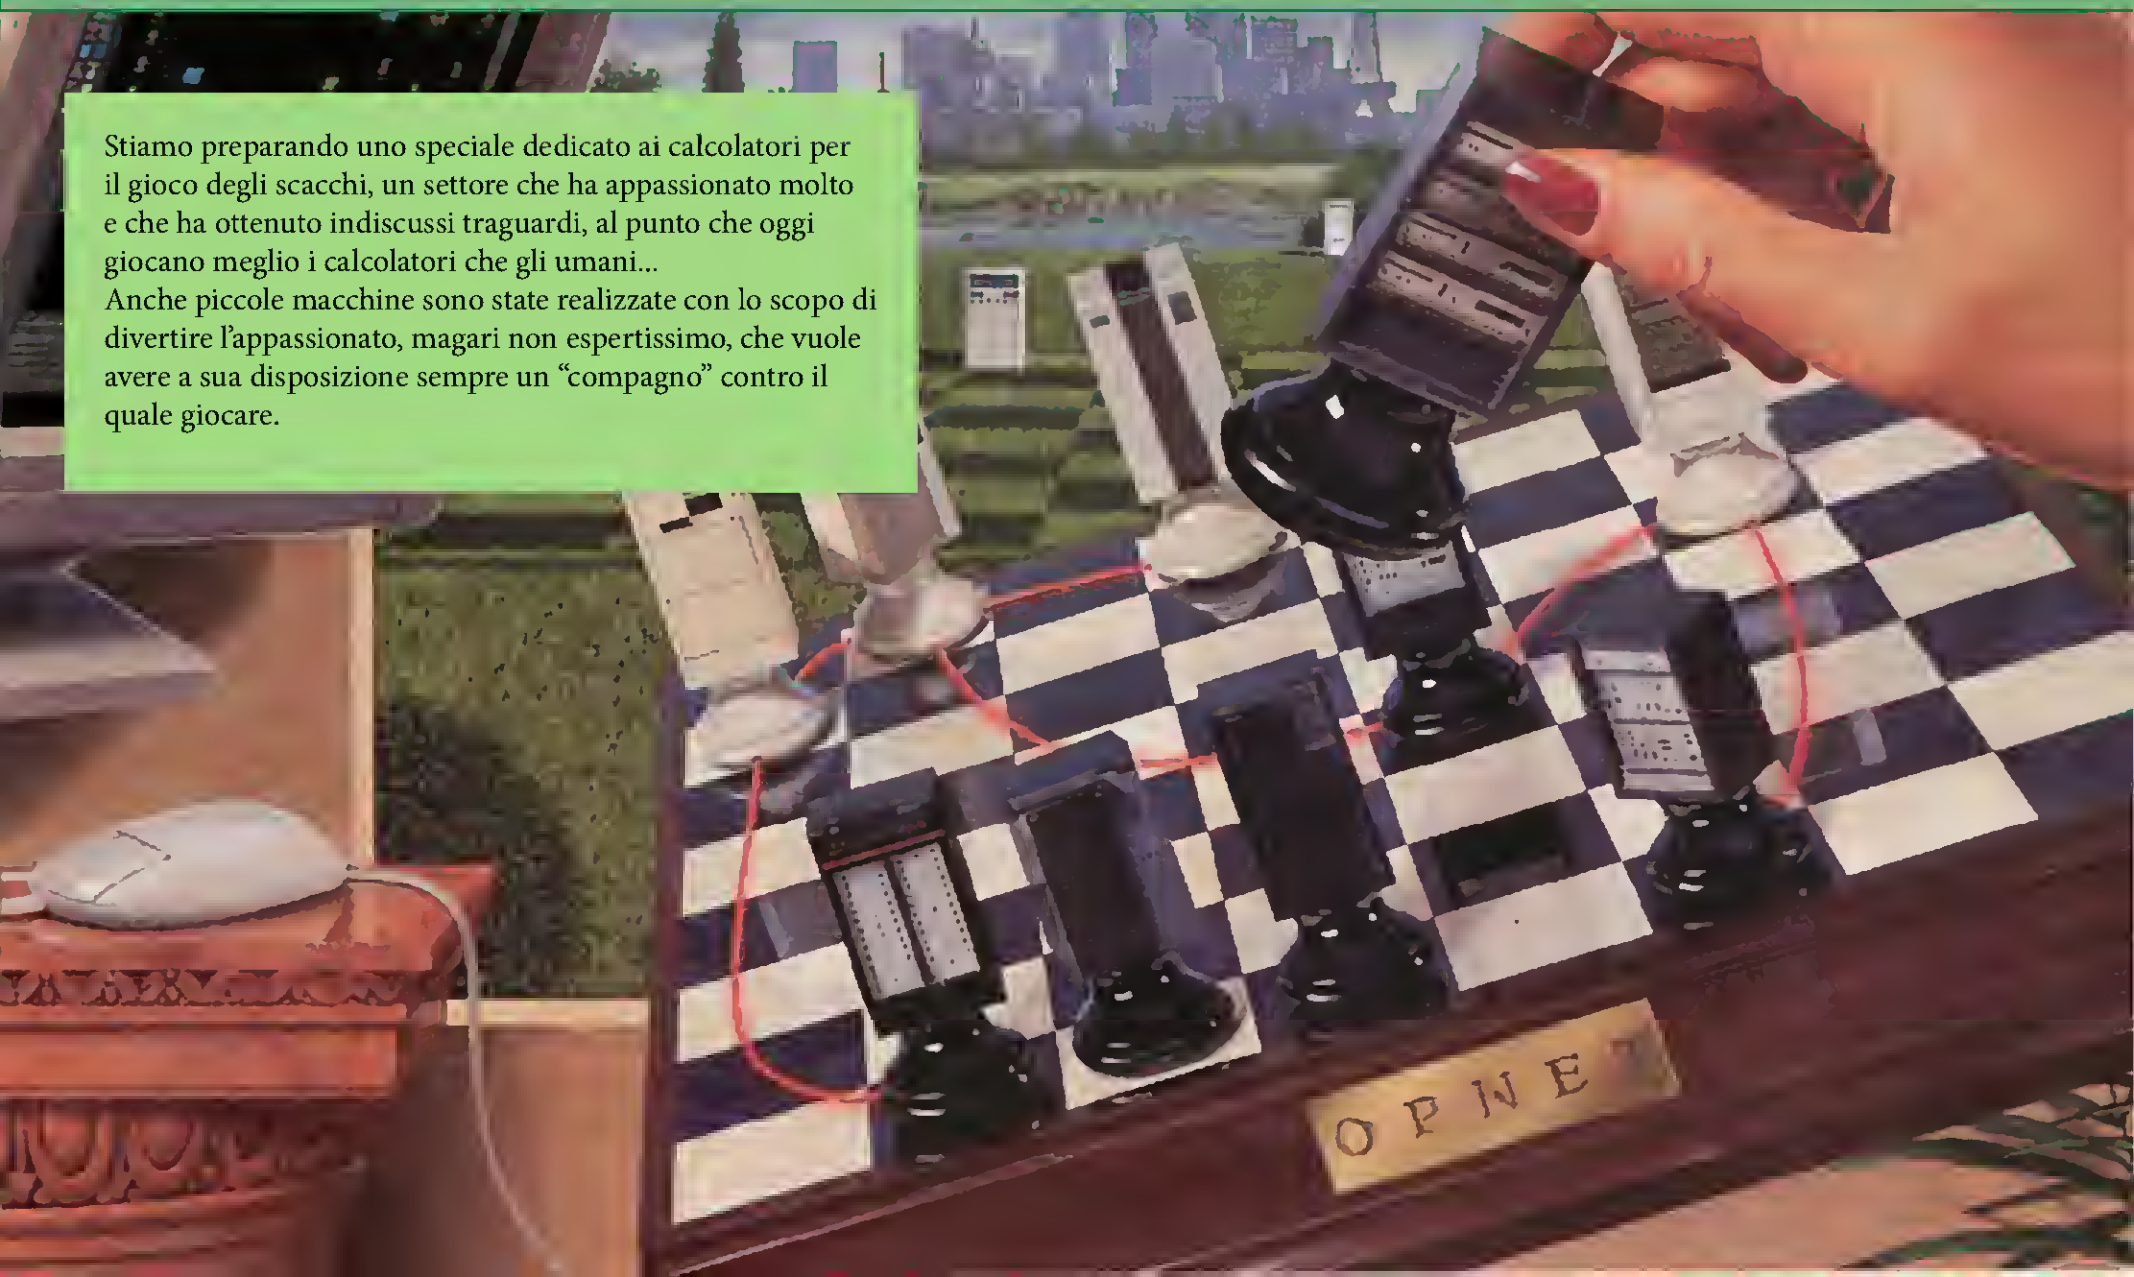 Stiamo preparando uno speciale dedicato ai calcolatori per
il gioco degli scacchi, un settore che ha appassionato molto
e che ha ottenuto indiscussi traguardi, al punto che oggi
giocano meglio i calcolatori che gli umani...
Anche piccole macchine sono state realizzate con lo scopo di
divertire l’appassionato, magari non espertissimo, che vuole
avere a sua disposizione sempre un “compagno” contro il
quale giocare.
O P N E T